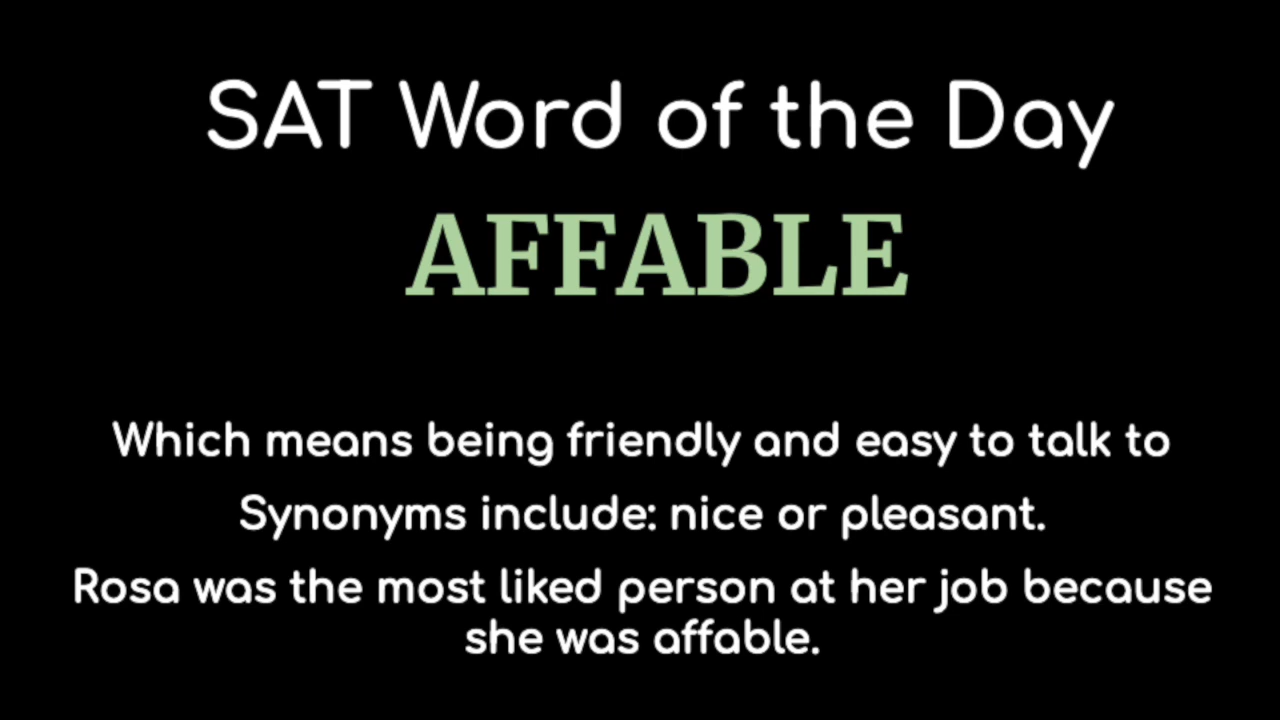 SAT Word of the Day
AFFABLE
Which means being friendly and easy to talk to
Synonyms include: nice or pleasant.
Rosa was the most liked person at her job because
she was affable.